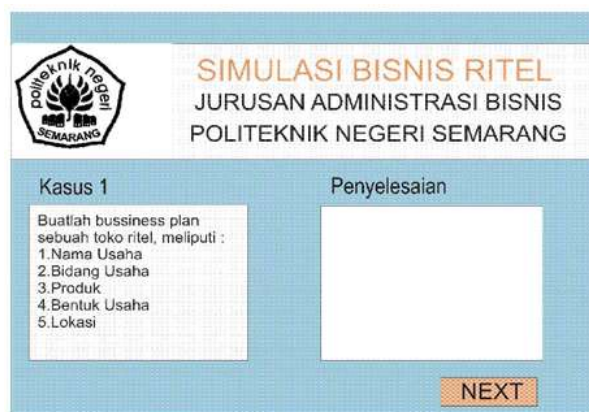 politeknik negeri
SEMARANG
SIMULASI BISNIS RITEL
JURUSAN ADMINISTRASI BISNIS
POLITEKNIK NEGERI SEMARANG
Kasus 1
Buatlah bussiness plan
sebuah toko ritel, meliputi :
1.Nama Usaha
2.Bidang Usaha
3.Produk
4.Bentuk Usaha
5.Lokasi
Penyelesaian
NEXT